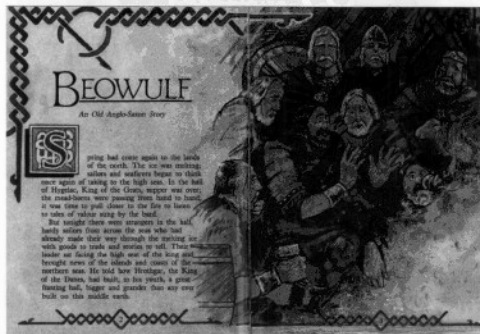 BEOWULF
An Old Anglo-Saxon Story
Spring had come again to the lands
of the north. The ice was melting;
sailors and seafarers began to think
once again of taking to the high seas. In the hall
of Hygelac, King of the Geats, supper was over;
the mead-horn were passing from hand to hand;
it was time to pull closer to the fire to listen
to tales of valour sung by the bard.
But tonight there were strangers in the hall,
hardy sailors from across the seas who had
already made their way through the melting ice
with goods to trade and stories to tell. Their
leader sat facing the high seat of the king and
brought news of the islands and coasts of the
northern seas. He told how Hrothgar, the King
of the Danes, had built, in his youth, a great
feasting hall, bigger and grander than any ever
built on this middle earth.
2
3